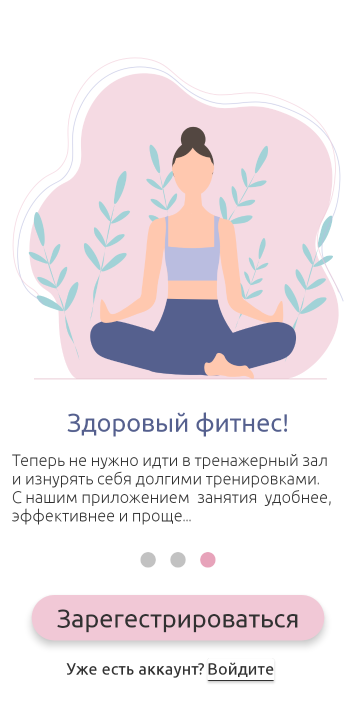 Здоровый фитнес!
Теперь не нужно идти в тренажерный зал
и изнурять себя долгими тренировками.
С нашим приложением занятия удобнее,
эффективнее и проще...
Зарегестрироваться
Уже есть аккаунт? Войдите